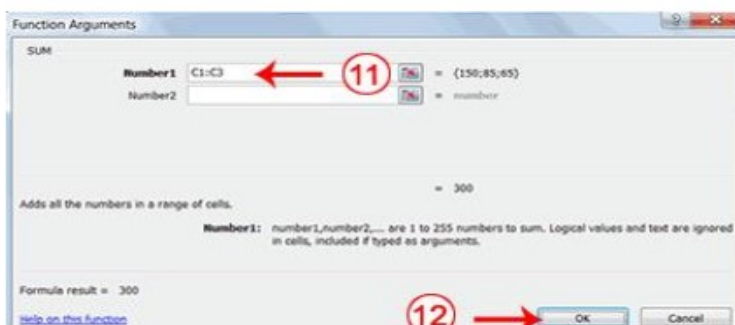 Function Arguments
SUM
Number1 C1:C3 11 = {150;85;65}
Number2 = number
= 300
Adds all the numbers in a range of cells.
Number1: number1,number2,... are 1 to 255 numbers to sum. Logical values and text are ignored
in cells, included if typed as arguments.
Formula result = 300
Help on this function 12 OK Cancel